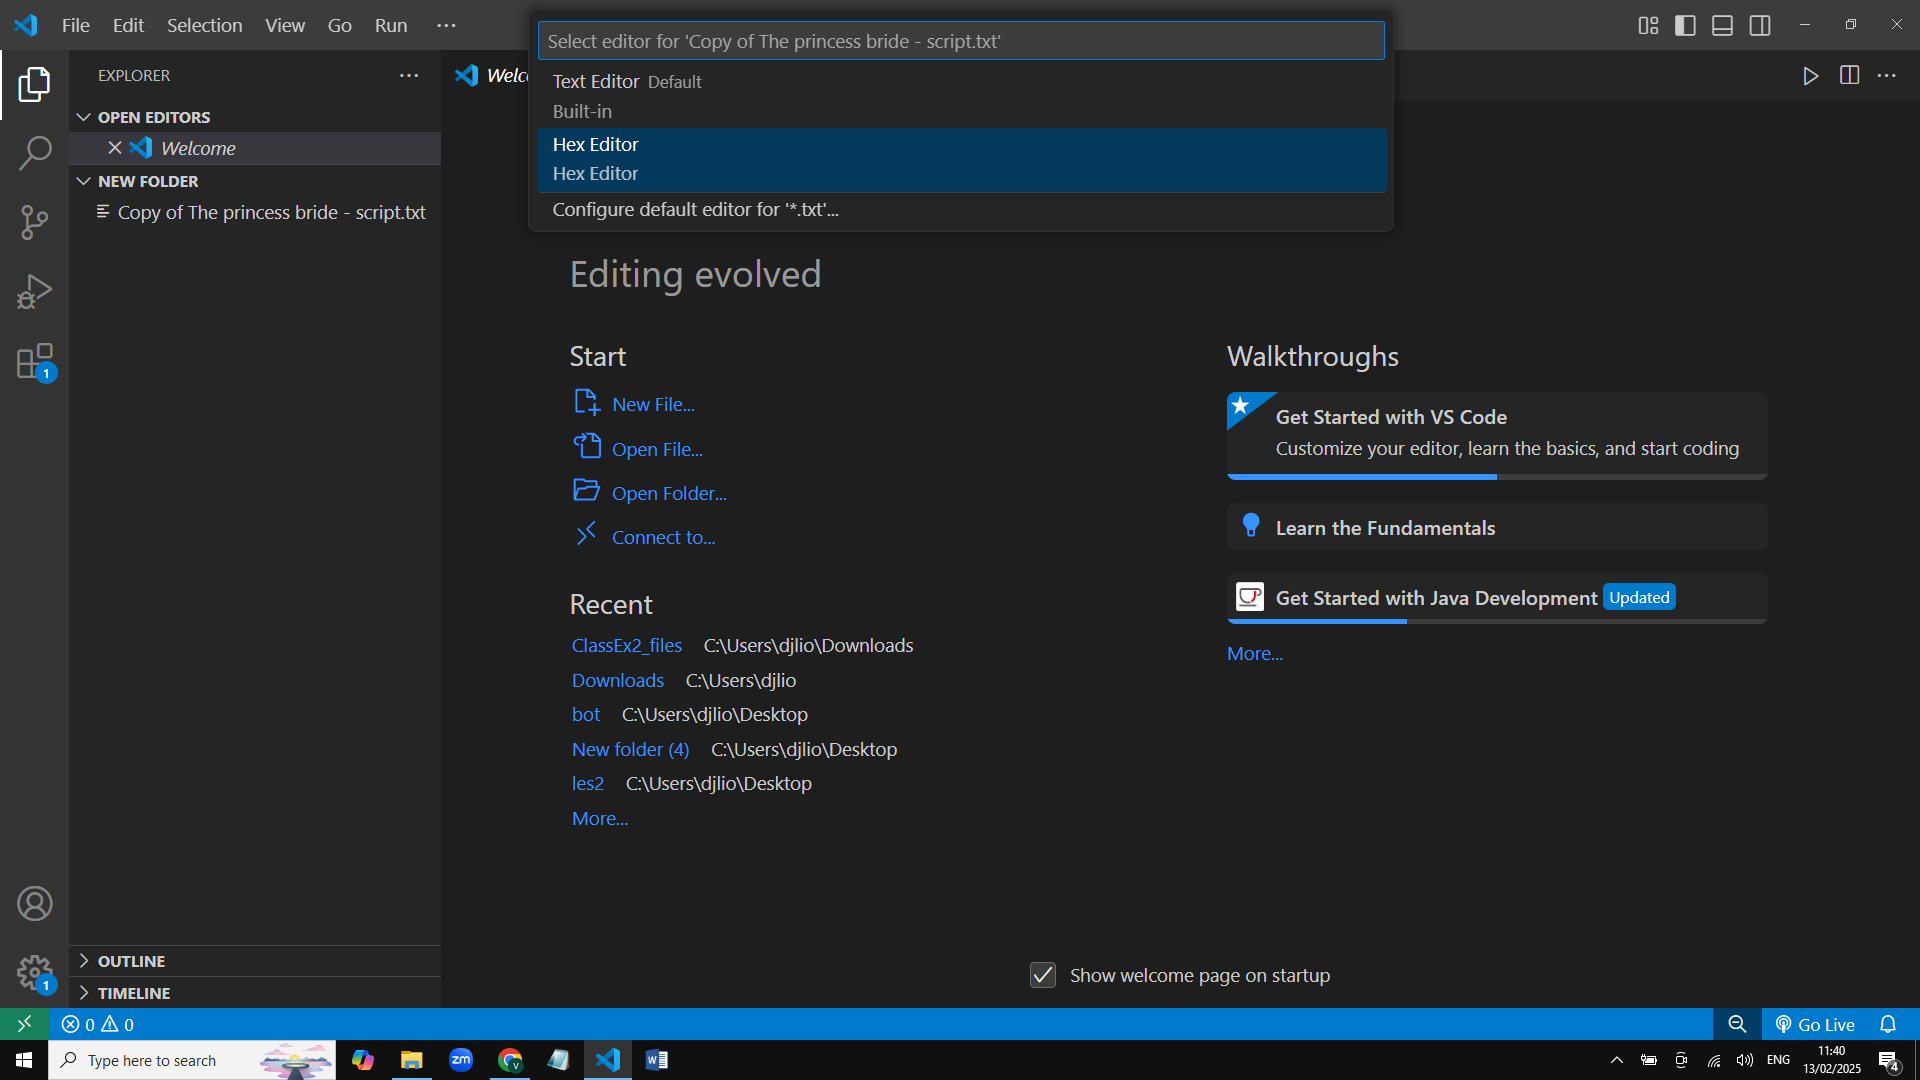 File Edit Selection View Go Run
Select editor for 'Copy of The princess bride - script.txt'
Text Editor Default
Built-in
Hex Editor
Hex Editor
Configure default editor for '*.txt'...
EXPLORER
OPEN EDITORS
Welcome
NEW FOLDER
Copy of The princess bride - script.txt
1
OUTLINE
1
TIMELINE
Welc
Editing evolved
Start
New File...
Open File...
Open Folder...
Connect to...
Recent
ClassEx2_files C:\Users\djlio\Downloads
Downloads C:\Users\djlio
bot C:\Users\djlio\Desktop
New folder (4) C:\Users\djlio\Desktop
les2 C:\Users\djlio\Desktop
More...
Walkthroughs
Get Started with VS Code
Customize your editor, learn the basics, and start coding
Learn the Fundamentals
Get Started with Java Development Updated
More...
Show welcome page on startup
0 0
Go Live
Type here to search
zm
V
W
ENG
11:40
13/02/2025
4